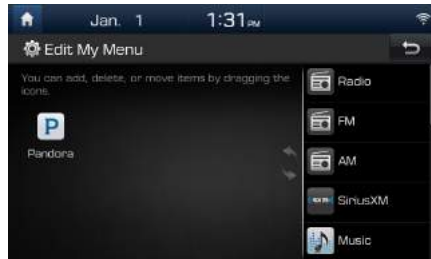 Jan. 1 1:31 PM
Edit My Menu
You can add, delete, or move items by dragging the
icons.
P
Pandora
Radio
FM
AM
SiriusXM
Music